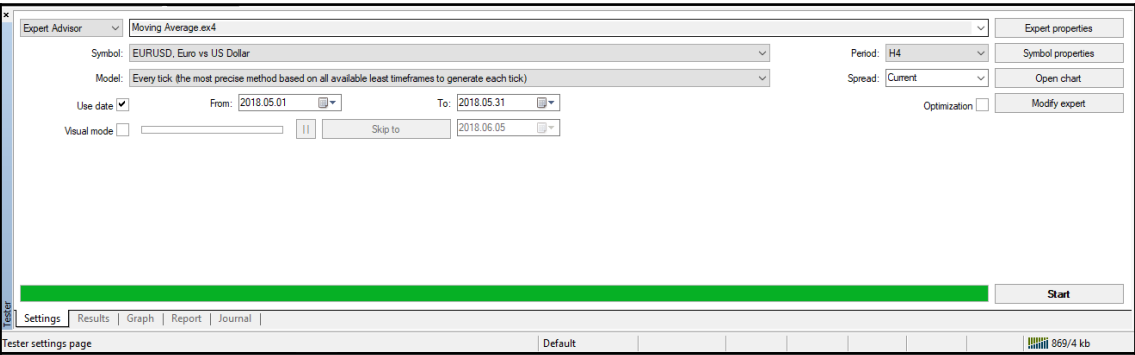 Expert Advisor Moving Average.ex4 Expert properties
Symbol: EURUSD, Euro vs US Dollar Period: H4 Symbol properties
Model: Every tick (the most precise method based on all available least timeframes to generate each tick) Spread: Current Open chart
Use date From: 2018.05.01 To: 2018.05.31 Optimization Modify expert
Visual mode Skip to 2018.06.05
Start
Tester
Settings Results Graph Report Journal
Tester settings page Default 869/4 kb